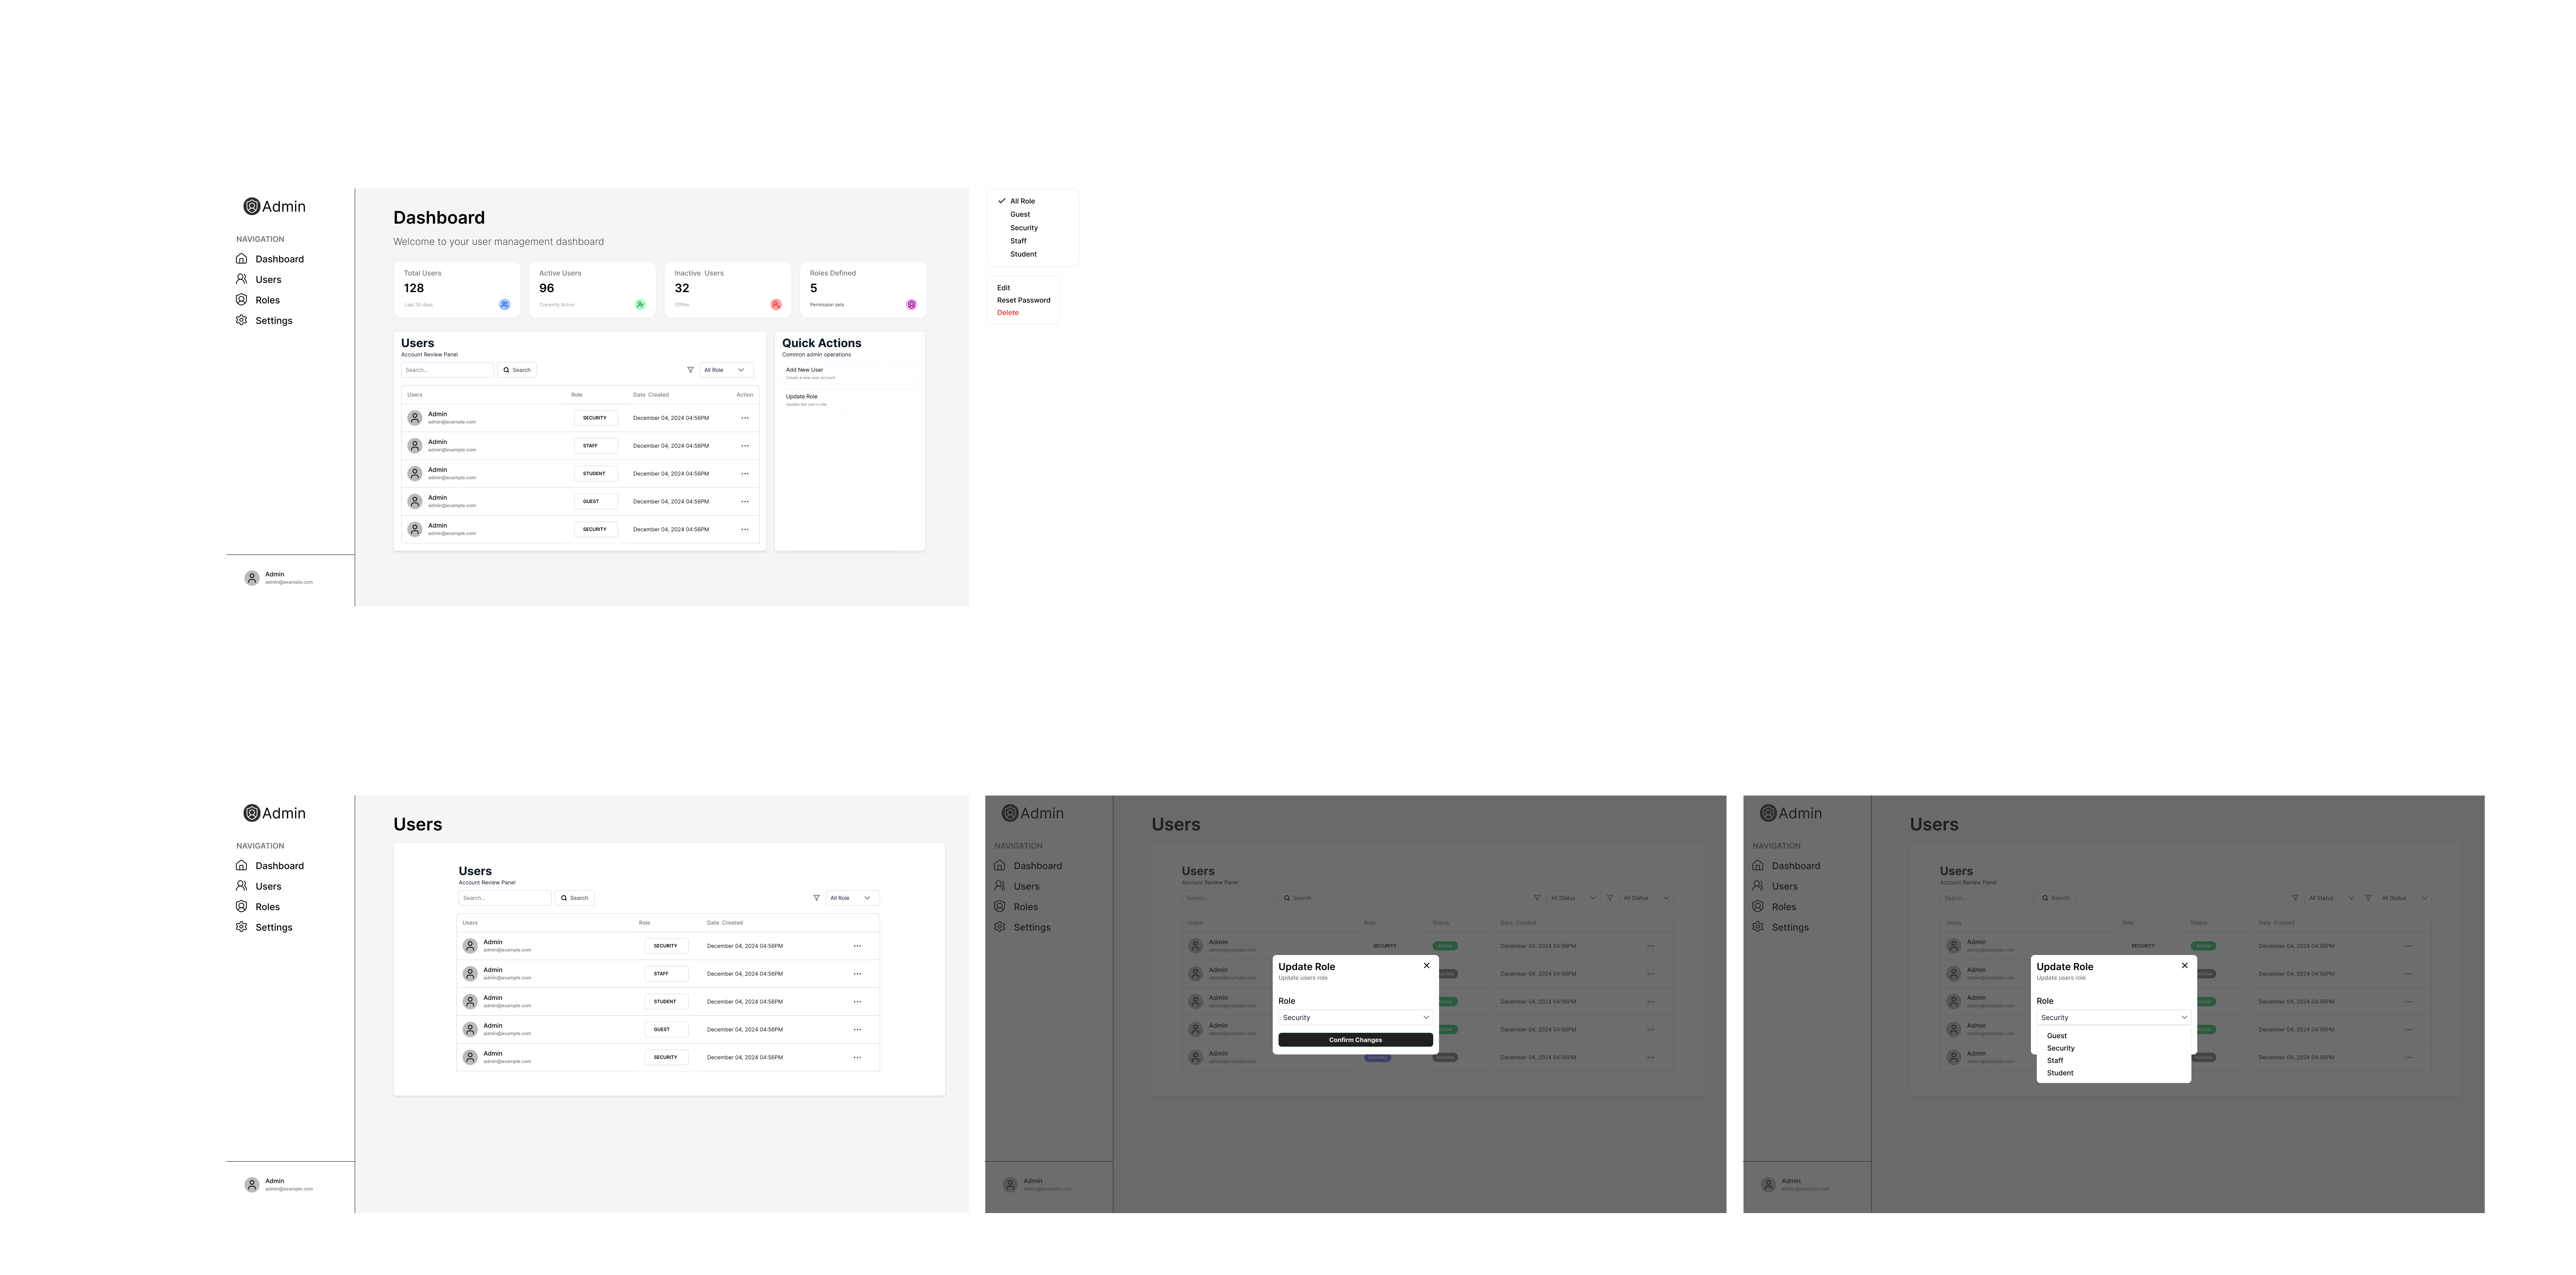 Admin
NAVIGATION
Dashboard
Users
Roles
Settings
Admin
admin@example.com
Dashboard
Welcome to your user management dashboard
Total Users
128
Last 30 days
Active Users
96
Currently Active
Inactive Users
32
Offline
Roles Defined
5
Permission sets
Users
Account Review Panel
Search...
Search
All Role
Users Role Date Created Action
Admin
admin@example.com
SECURITY December 04, 2024 04:56PM
Admin
admin@example.com
STAFF December 04, 2024 04:56PM
Admin
admin@example.com
STUDENT December 04, 2024 04:56PM
Admin
admin@example.com
GUEST December 04, 2024 04:56PM
Admin
admin@example.com
SECURITY December 04, 2024 04:56PM
Quick Actions
Common admin operations
Add New User
Create a new user account
Update Role
Update the user's role
All Role
Guest
Security
Staff
Student
Edit
Reset Password
Delete
Admin
NAVIGATION
Dashboard
Users
Roles
Settings
Admin
admin@example.com
Users
Users
Account Review Panel
Search...
Search
All Role
Users Role Date Created
Admin
admin@example.com
SECURITY December 04, 2024 04:56PM
Admin
admin@example.com
STAFF December 04, 2024 04:56PM
Admin
admin@example.com
STUDENT December 04, 2024 04:56PM
Admin
admin@example.com
GUEST December 04, 2024 04:56PM
Admin
admin@example.com
SECURITY December 04, 2024 04:56PM
Admin
NAVIGATION
Dashboard
Users
Roles
Settings
Admin
admin@example.com
Users
Users
Account Review Panel
Search...
Search
All Status
All Status
Users Role Status Date Created
Admin
admin@example.com
SECURITY Active December 04, 2024 04:56PM
Admin
admin@example.com
December 04, 2024 04:56PM
Admin
admin@example.com
December 04, 2024 04:56PM
Admin
admin@example.com
December 04, 2024 04:56PM
Admin
admin@example.com
Security Inactive December 04, 2024 04:56PM
Update Role
Update users role
Role
Security
Confirm Changes
Admin
NAVIGATION
Dashboard
Users
Roles
Settings
Admin
admin@example.com
Users
Users
Account Review Panel
Search...
Search
All Status
All Status
Users Role Status Date Created
Admin
admin@example.com
SECURITY Active December 04, 2024 04:56PM
Admin
admin@example.com
December 04, 2024 04:56PM
Admin
admin@example.com
December 04, 2024 04:56PM
Admin
admin@example.com
December 04, 2024 04:56PM
Admin
admin@example.com
December 04, 2024 04:56PM
Update Role
Update users role
Role
Security
Guest
Security
Staff
Student